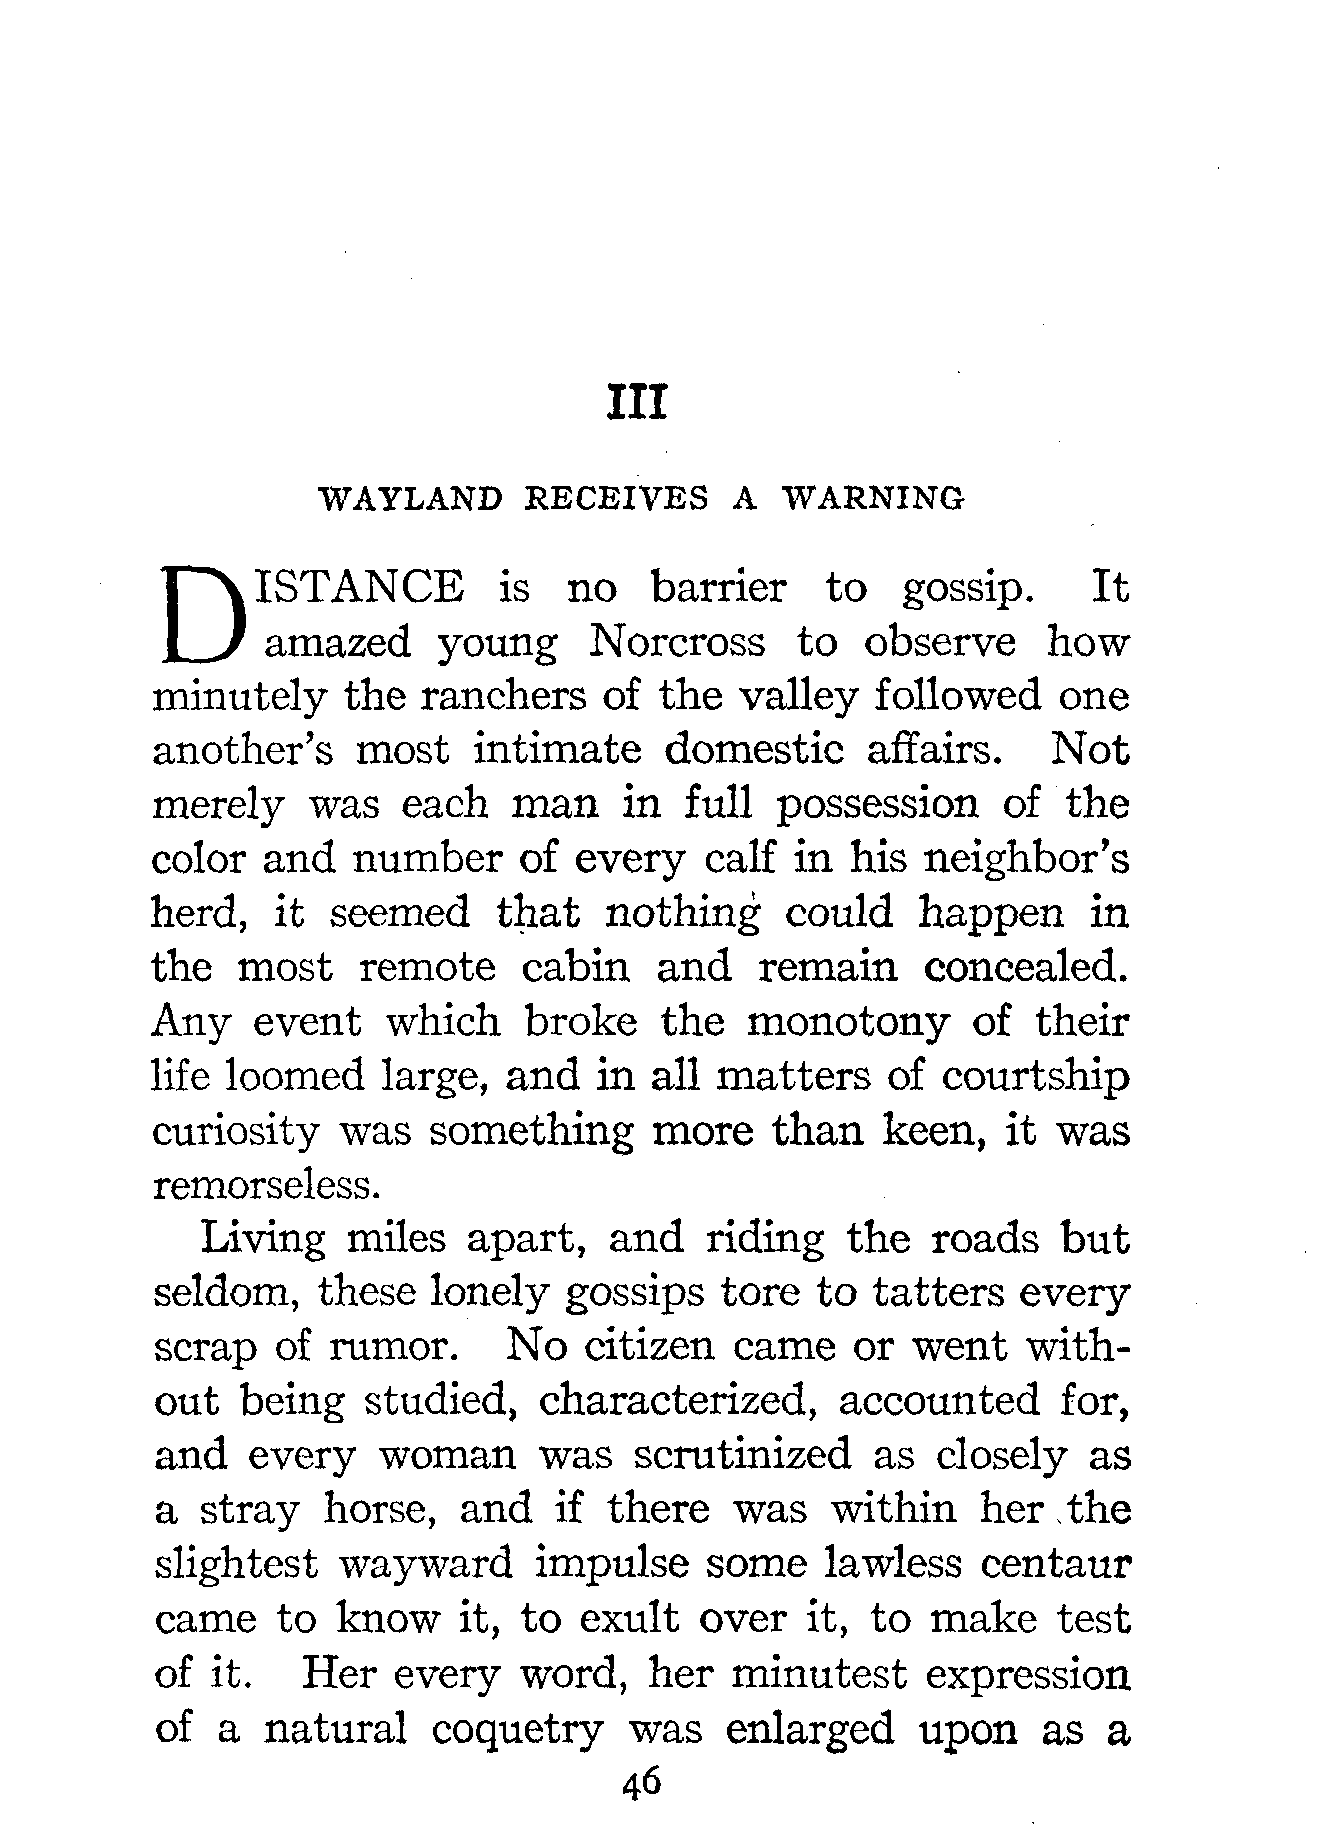 III
WAYLAND RECEIVES A WARNING
DISTANCE is no barrier to gossip. It
amazed young Norcross to observe how
minutely the ranchers of the valley followed one
another's most intimate domestic affairs. Not
merely was each man in full possession of the
color and number of every calf in his neighbor's
herd, it seemed that nothing could happen in
the most remote cabin and remain concealed.
Any event which broke the monotony of their
life loomed large, and in all matters of courtship
curiosity was something more than keen, it was
remorseless.
Living miles apart, and riding the roads but
seldom, these lonely gossips tore to tatters every
scrap of rumor. No citizen came or went with-
out being studied, characterized, accounted for,
and every woman was scrutinized as closely as
a stray horse, and if there was within her the
slightest wayward impulse some lawless centaur
came to know it, to exult over it, to make test
of it. Her every word, her minutest expression
of a natural coquetry was enlarged upon as a
46